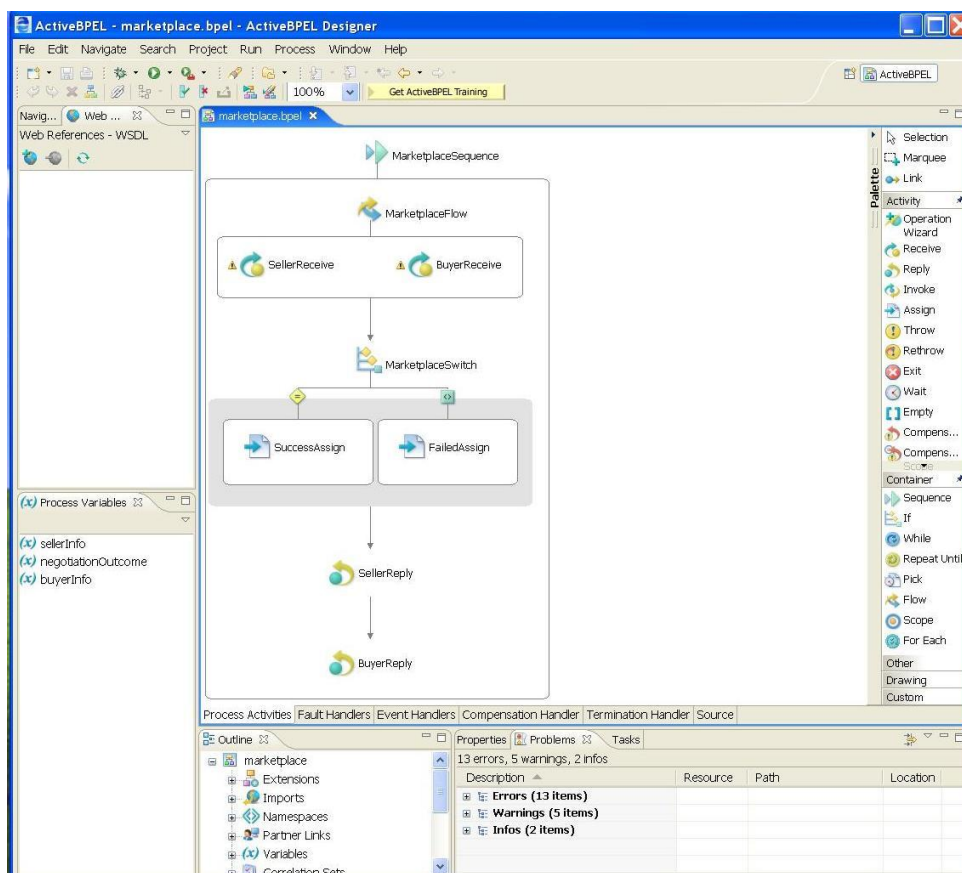 ActiveBPEL - marketplace.bpel - ActiveBPEL Designer
File Edit Navigate Search Project Run Process Window Help
ActiveBPEL
100%
Get ActiveBPEL Training
Navig...
Web ...
marketplace.bpel
Web References - WSDL
MarketplaceSequence
MarketplaceFlow
SellerReceive
BuyerReceive
MarketplaceSwitch
SuccessAssign
FailedAssign
SellerReply
BuyerReply
Palette
Selection
Marquee
Link
Activity
Operation
Wizard
Receive
Reply
Invoke
Assign
Throw
Rethrow
Exit
Wait
Empty
Compens...
Compens...
Scope
Container
Sequence
If
While
Repeat Until
Pick
Flow
Scope
For Each
Other
Drawing
Custom
(x) Process Variables
(x) sellerInfo
(x) negotiationOutcome
(x) buyerInfo
Process Activities Fault Handlers Event Handlers Compensation Handler Termination Handler Source
Outline
marketplace
Extensions
Imports
Namespaces
Partner Links
(x) Variables
Correlation Sets
Properties Problems Tasks
13 errors, 5 warnings, 2 infos
Description Resource Path Location
Errors (13 items)
Warnings (5 items)
Infos (2 items)